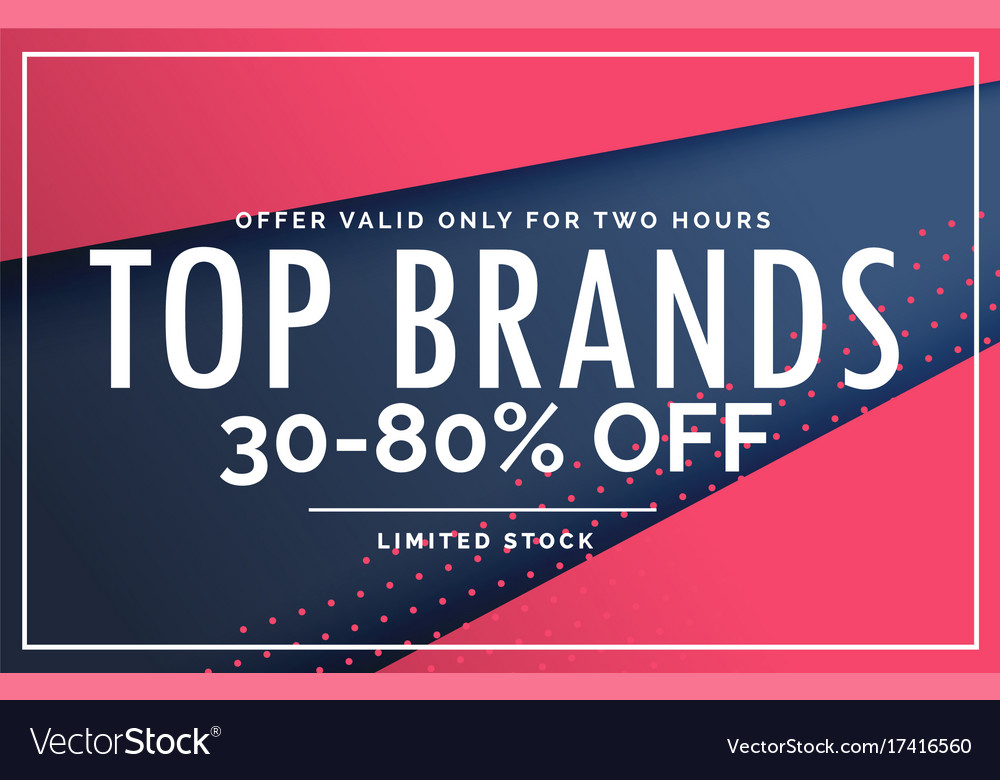 OFFER VALID ONLY FOR TWO HOURS
TOP BRANDS
30-80% OFF
LIMITED STOCK
VectorStock®
VectorStock.com/17416560